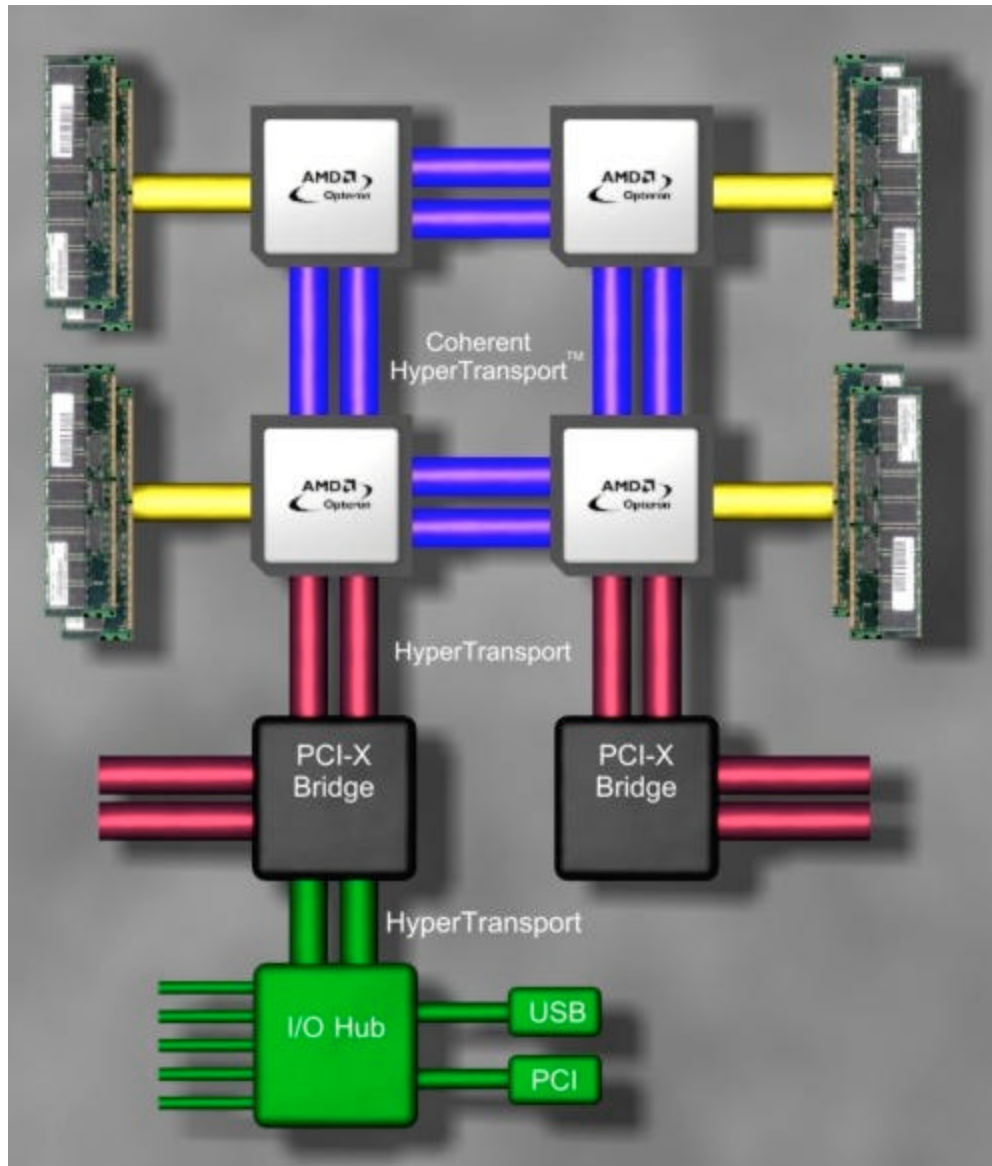 AMD
Opteron
AMD
Opteron
Coherent
HyperTransport™
AMD
Opteron
AMD
Opteron
HyperTransport
PCI-X
Bridge
PCI-X
Bridge
HyperTransport
I/O Hub
USB
PCI